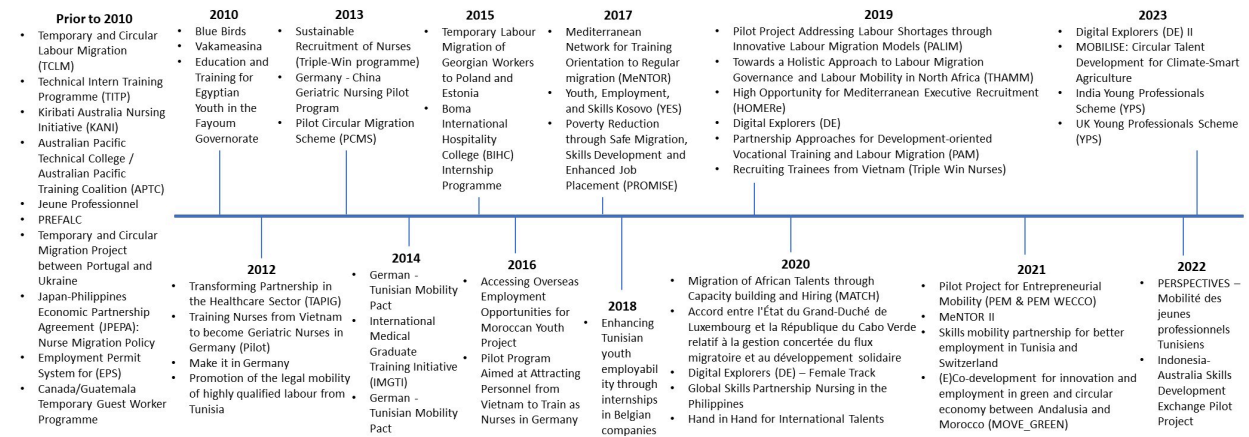 Prior to 2010
• Temporary and Circular
Labour Migration
(TCLM)
• Technical Intern Training
Programme (TITP)
• Kiribati Australia Nursing
Initiative (KANI)
• Australian Pacific
Technical College /
Australian Pacific
Training Coalition (APTC)
• Jeune Professionnel
• PREFALC
• Temporary and Circular
Migration Project
between Portugal and
Ukraine
• Japan-Philippines
Economic Partnership
Agreement (JPEPA):
Nurse Migration Policy
• Employment Permit
System for (EPS)
• Canada/Guatemala
Temporary Guest Worker
Programme
2010
• Blue Birds
• Vakameasina
• Education and
Training for
Egyptian
Youth in the
Fayoum
Governorate
2012
• Transforming Partnership in
the Healthcare Sector (TAPIG)
• Training Nurses from Vietnam
to become Geriatric Nurses in
Germany (Pilot)
• Make it in Germany
• Promotion of the legal mobility
of highly qualified labour from
Tunisia
2013
• Sustainable
Recruitment of Nurses
(Triple-Win programme)
• Germany - China
Geriatric Nursing Pilot
Program
• Pilot Circular Migration
Scheme (PCMS)
2014
• German -
Tunisian Mobility
Pact
• International
Medical
Graduate
Training Initiative
(IMGTI)
• German -
Tunisian Mobility
Pact
2015
• Temporary Labour
Migration of
Georgian Workers
to Poland and
Estonia
• Boma
International
Hospitality
College (BIHC)
Internship
Programme
2016
• Accessing Overseas
Employment
Opportunities for
Moroccan Youth
Project
• Pilot Program
Aimed at Attracting
Personnel from
Vietnam to Train as
Nurses in Germany
2017
• Mediterranean
Network for Training
Orientation to Regular
migration (MeNTOR)
• Youth, Employment,
and Skills Kosovo (YES)
• Poverty Reduction
through Safe Migration,
Skills Development and
Enhanced Job
Placement (PROMISE)
2018
• Enhancing
Tunisian
youth
employabil
ity through
internships
in Belgian
companies
2019
• Pilot Project Addressing Labour Shortages through
Innovative Labour Migration Models (PALIM)
• Towards a Holistic Approach to Labour Migration
Governance and Labour Mobility in North Africa (THAMM)
• High Opportunity for Mediterranean Executive Recruitment
(HOMERe)
• Digital Explorers (DE)
• Partnership Approaches for Development-oriented
Vocational Training and Labour Migration (PAM)
• Recruiting Trainees from Vietnam (Triple Win Nurses)
2020
• Migration of African Talents through
Capacity building and Hiring (MATCH)
• Accord entre l'État du Grand-Duché de
Luxembourg et la République du Cabo Verde
relatif à la gestion concertée du flux
migratoire et au développement solidaire
• Digital Explorers (DE) – Female Track
• Global Skills Partnership Nursing in the
Philippines
• Hand in Hand for International Talents
2021
• Pilot Project for Entrepreneurial
Mobility (PEM & PEM WECCO)
• MeNTOR II
• Skills mobility partnership for better
employment in Tunisia and
Switzerland
• (E)Co-development for innovation and
employment in green and circular
economy between Andalusia and
Morocco (MOVE_GREEN)
2022
• PERSPECTIVES –
Mobilité des
jeunes
professionnels
Tunisiens
• Indonesia-
Australia Skills
Development
Exchange Pilot
Project
2023
• Digital Explorers (DE) II
• MOBILISE: Circular Talent
Development for Climate-Smart
Agriculture
• India Young Professionals
Scheme (YPS)
• UK Young Professionals Scheme
(YPS)